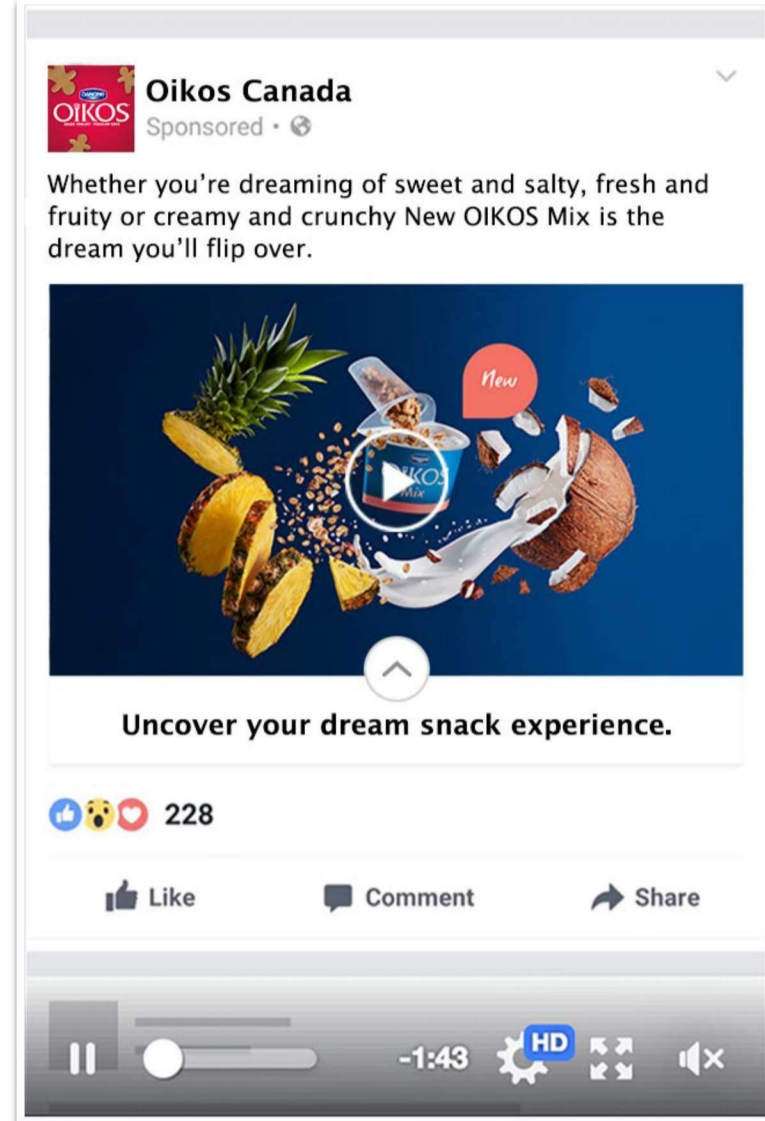 DANONE
OIKOS
Oikos Canada
Sponsored
Whether you're dreaming of sweet and salty, fresh and
fruity or creamy and crunchy New OIKOS Mix is the
dream you'll flip over.
New
OIKOS
Mix
Uncover your dream snack experience.
228
Like
Comment
Share
-1:43
HD